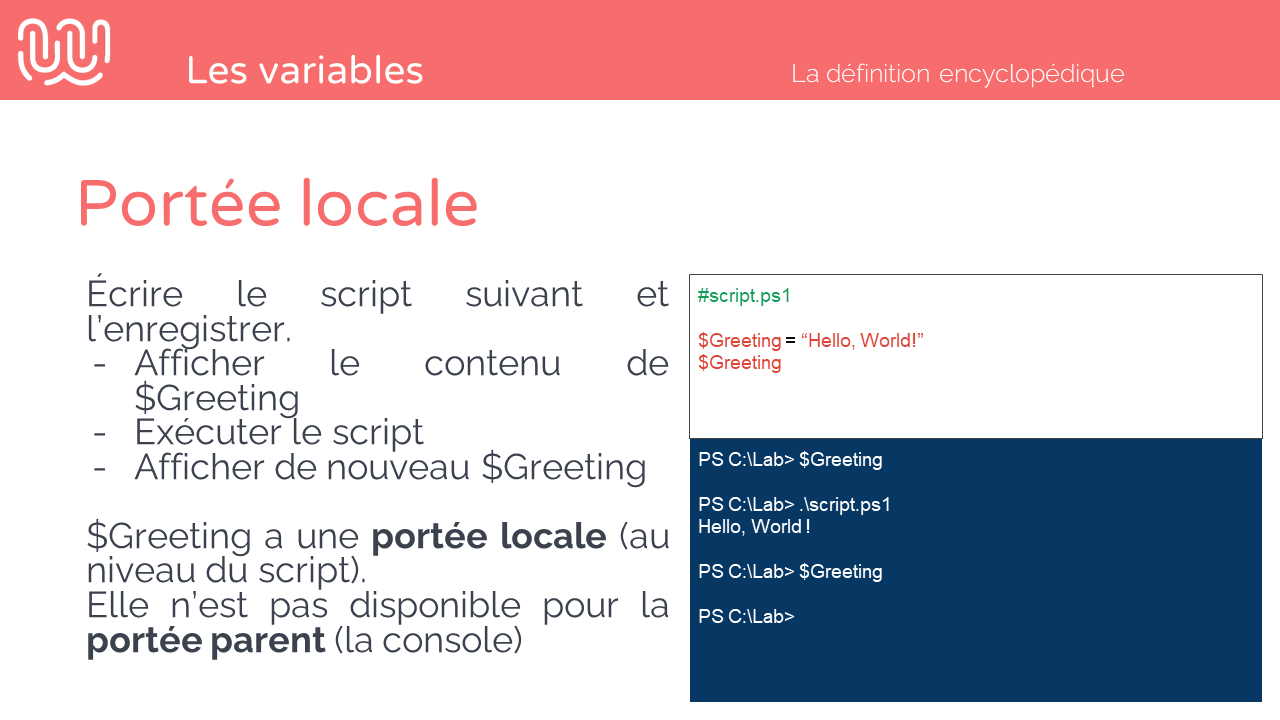 Les variables
La définition encyclopédique
Portée locale
Écrire le script suivant et
l’enregistrer.
- Afficher le contenu de
$Greeting
- Exécuter le script
- Afficher de nouveau $Greeting
$Greeting a une portée locale (au
niveau du script).
Elle n’est pas disponible pour la
portée parent (la console)
#script.ps1
$Greeting = “Hello, World!”
$Greeting
PS C:\Lab> $Greeting
PS C:\Lab> .\script.ps1
Hello, World !
PS C:\Lab> $Greeting
PS C:\Lab>